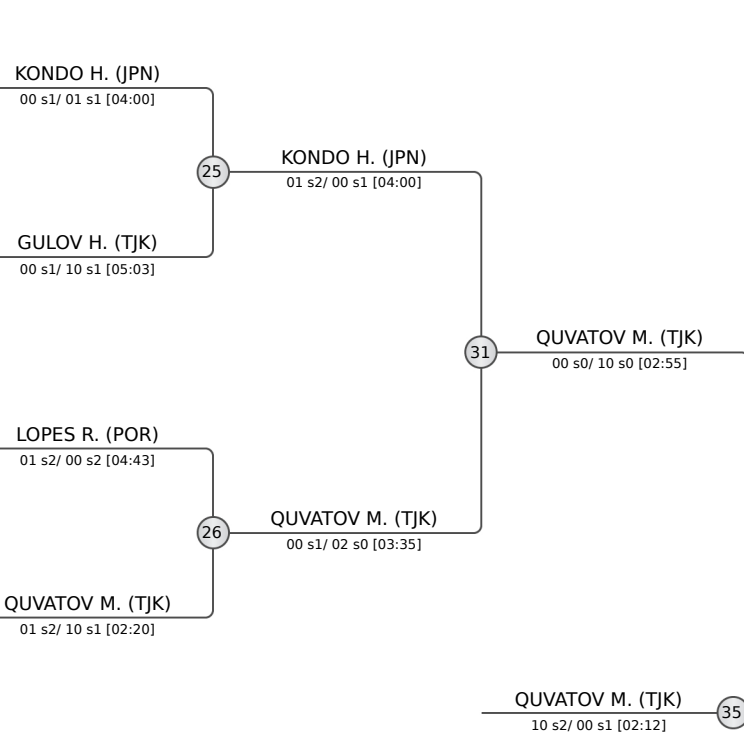 KONDO H. (JPN)
00 s1/ 01 s1 [04:00]
25
KONDO H. (JPN)
01 s2/ 00 s1 [04:00]
GULOV H. (TJK)
00 s1/ 10 s1 [05:03]
31
QUVATOV M. (TJK)
00 s0/ 10 s0 [02:55]
LOPES R. (POR)
01 s2/ 00 s2 [04:43]
26
QUVATOV M. (TJK)
00 s1/ 02 s0 [03:35]
QUVATOV M. (TJK)
01 s2/ 10 s1 [02:20]
QUVATOV M. (TJK)
10 s2/ 00 s1 [02:12]
35